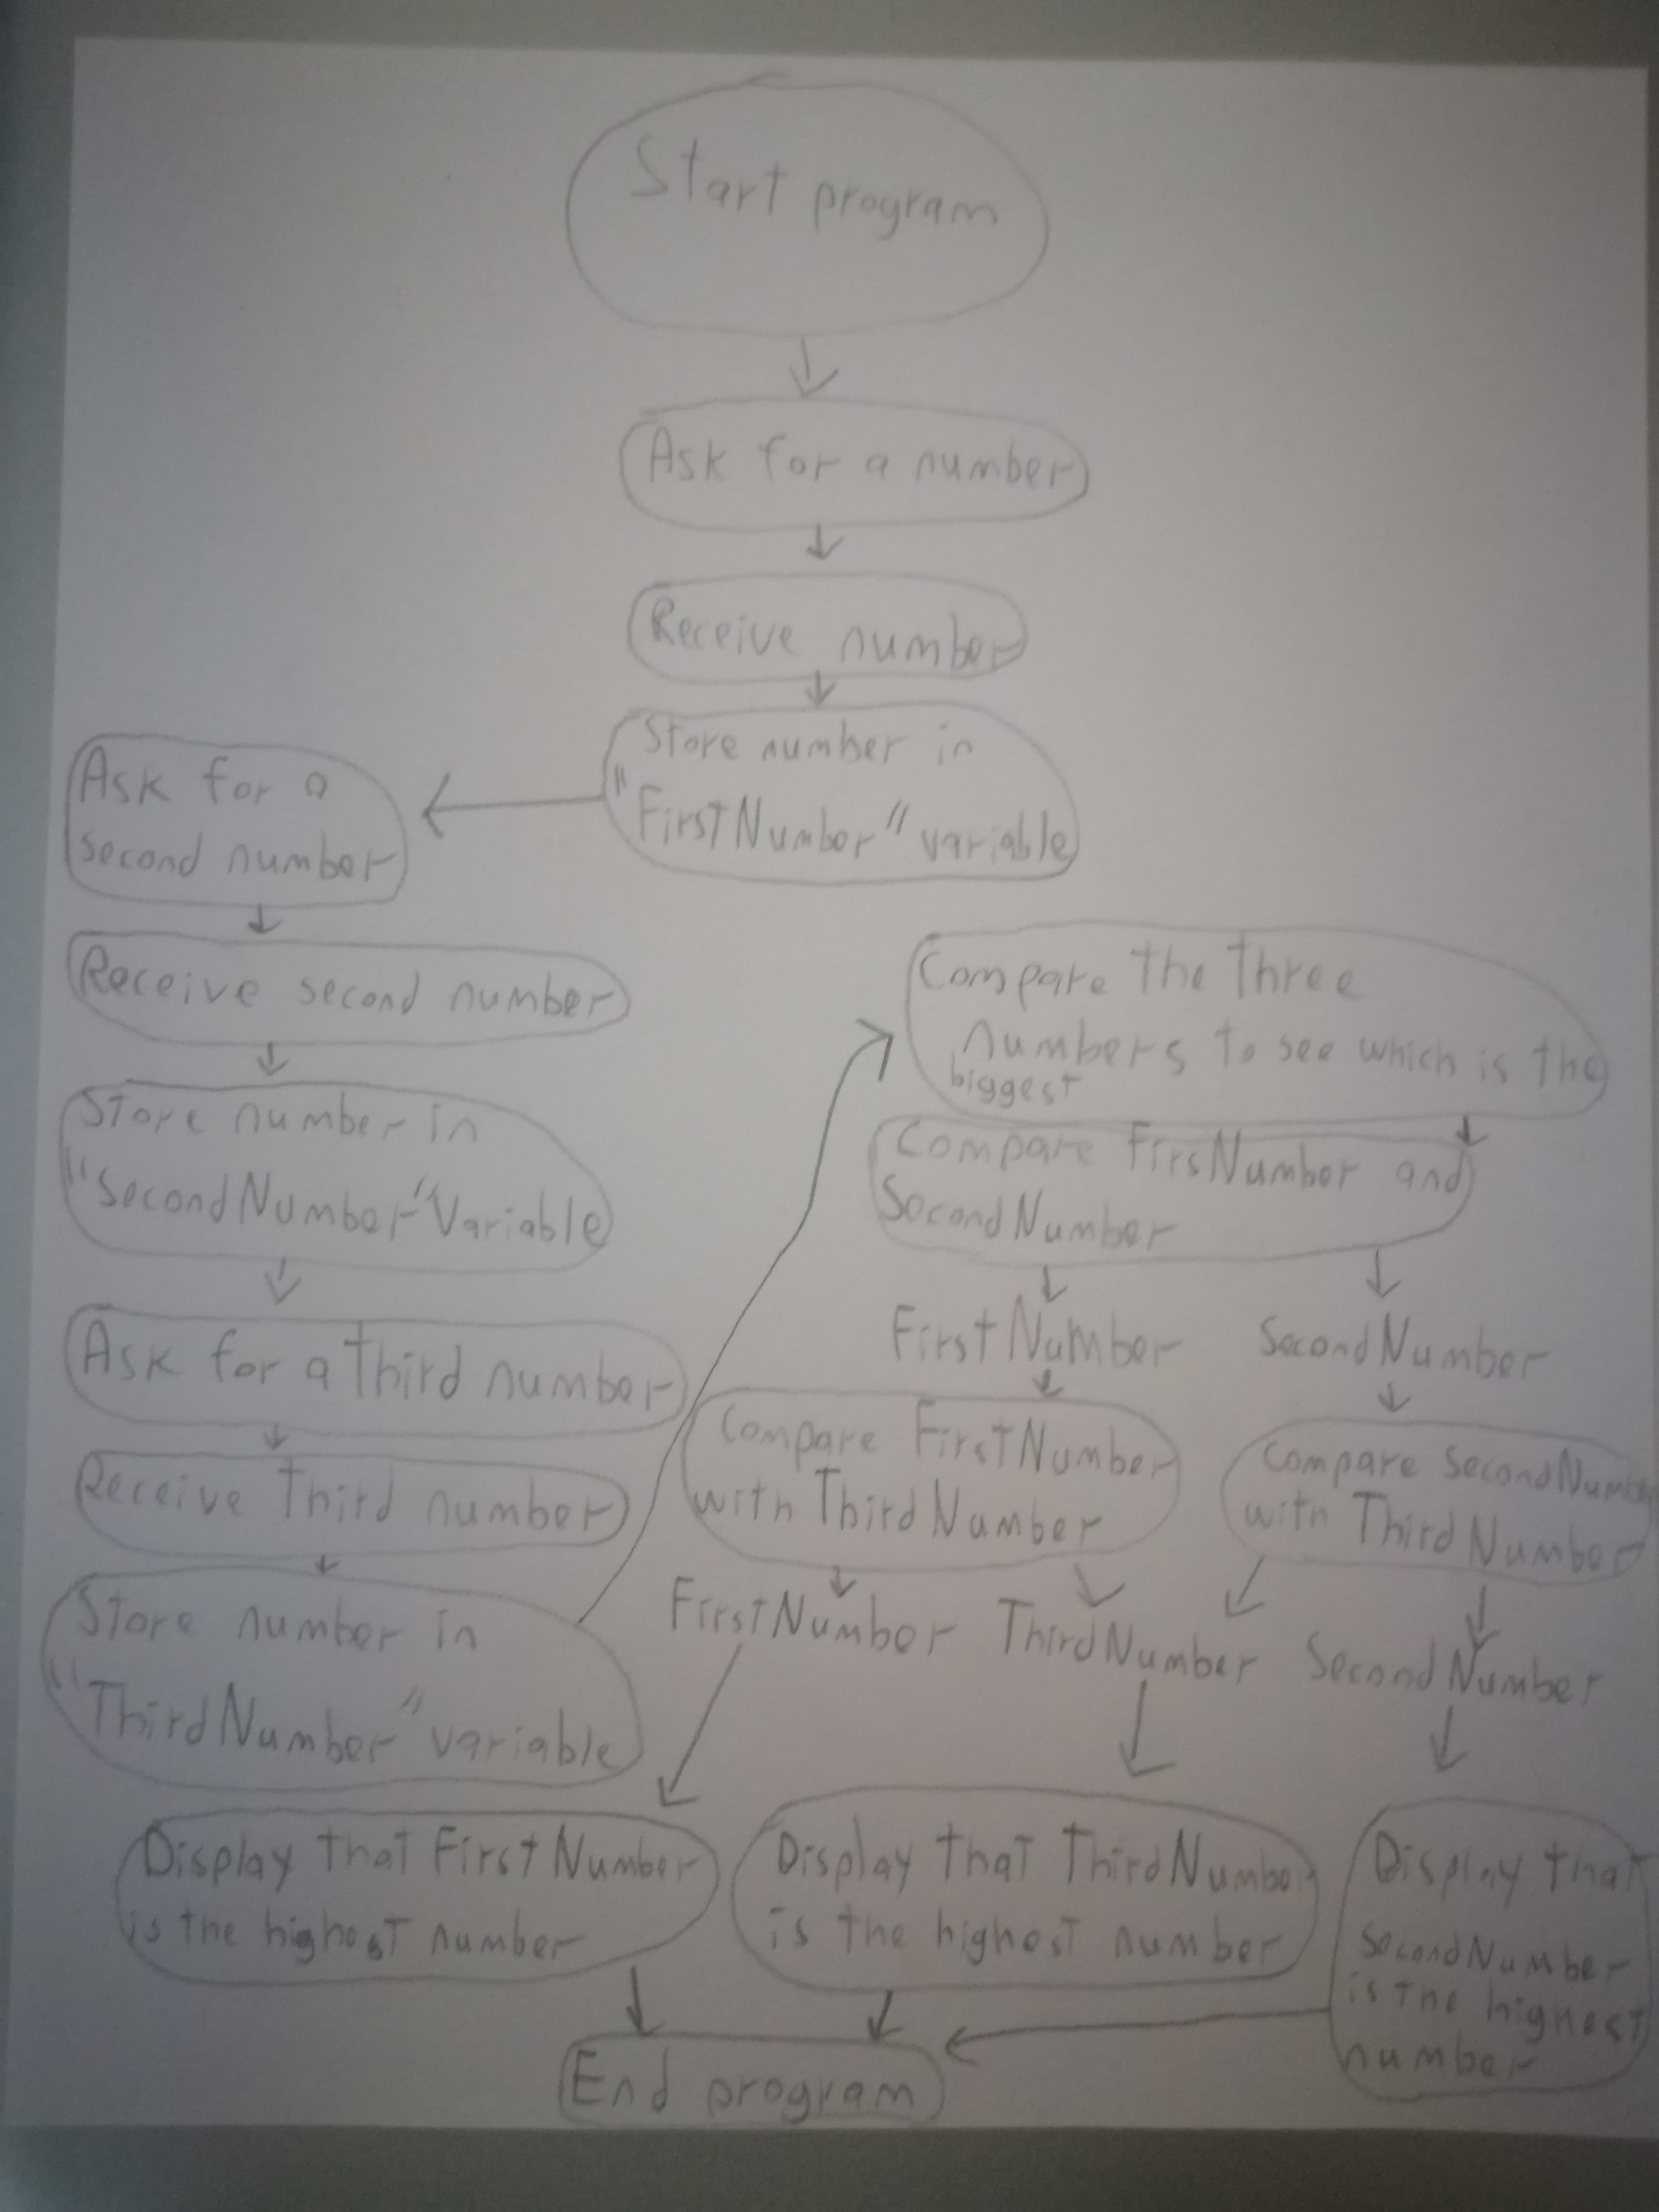 Start program
Ask for a number
Receive number
Store number in
"FirstNumber" variable
Ask for a
second number
Receive second number
Store number in
"SecondNumber" Variable
Ask for a Third number
Receive Third number
Store number in
"ThirdNumber" variable
Compare the three
numbers to see which is the
biggest
Compare FirsNumber and
SecondNumber
FirstNumber
SecondNumber
Compare FirstNumber
with ThirdNumber
Compare SecondNumber
with ThirdNumber
FirstNumber
ThirdNumber
SecondNumber
Display that FirstNumber
is the highest number
Display that ThirdNumber
is the highest number
Display that
SecondNumber
is the highest
number
End program